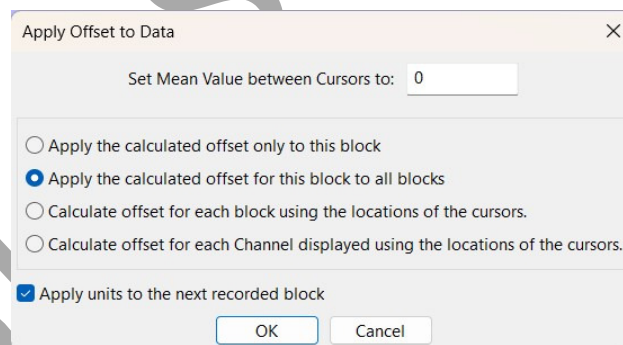 Apply Offset to Data
Set Mean Value between Cursors to: 0
Apply the calculated offset only to this block
Apply the calculated offset for this block to all blocks
Calculate offset for each block using the locations of the cursors.
Calculate offset for each Channel displayed using the locations of the cursors.
Apply units to the next recorded block
OK Cancel